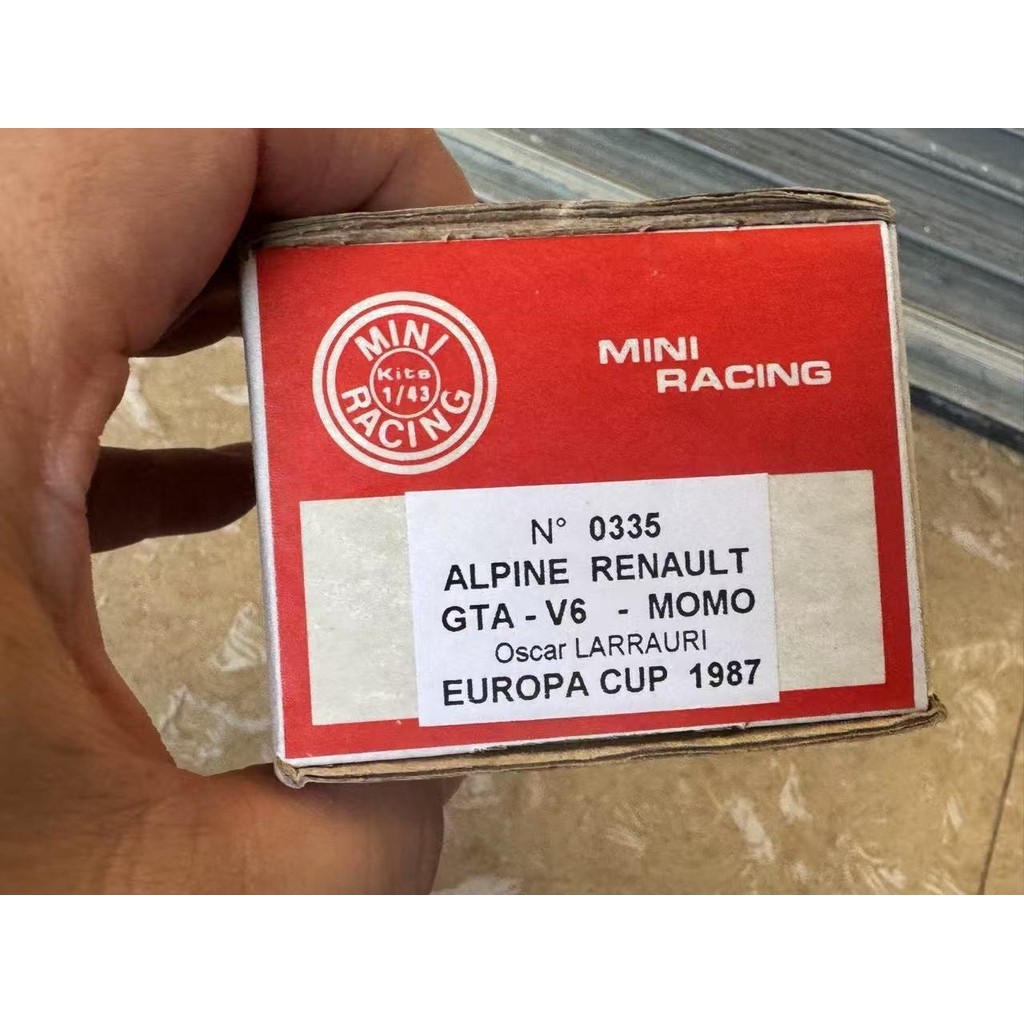 MINI
Kits
1/43
RACING
MINI
RACING
N° 0335
ALPINE RENAULT
GTA - V6 - MOMO
Oscar LARRAURI
EUROPA CUP 1987